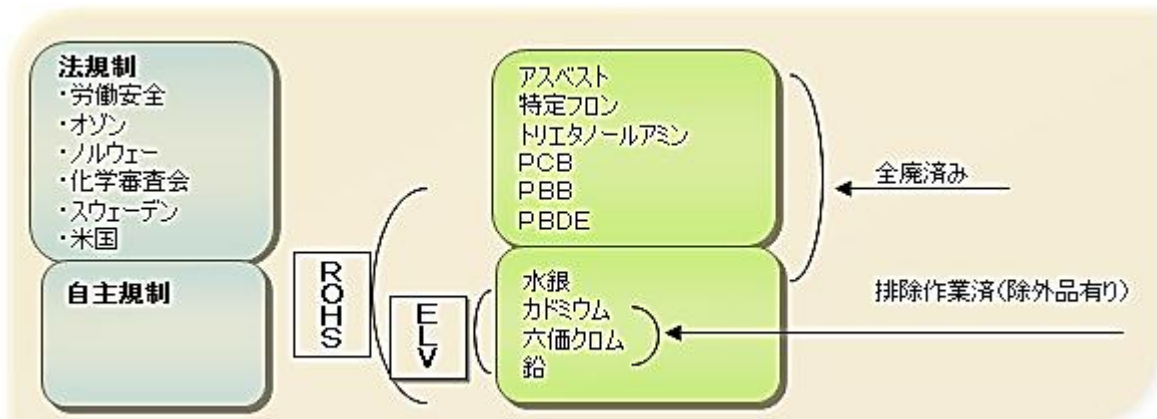 法規制
・労働安全
・オゾン
・ノルウェー
・化学審査会
・スウェーデン
・米国
自主規制
ROHS
ELV
アスベスト
特定フロン
トリエタノールアミン
PCB
PBB
PBDE
水銀
カドミウム
六価クロム
鉛
全廃済み
排除作業済(除外品有り)